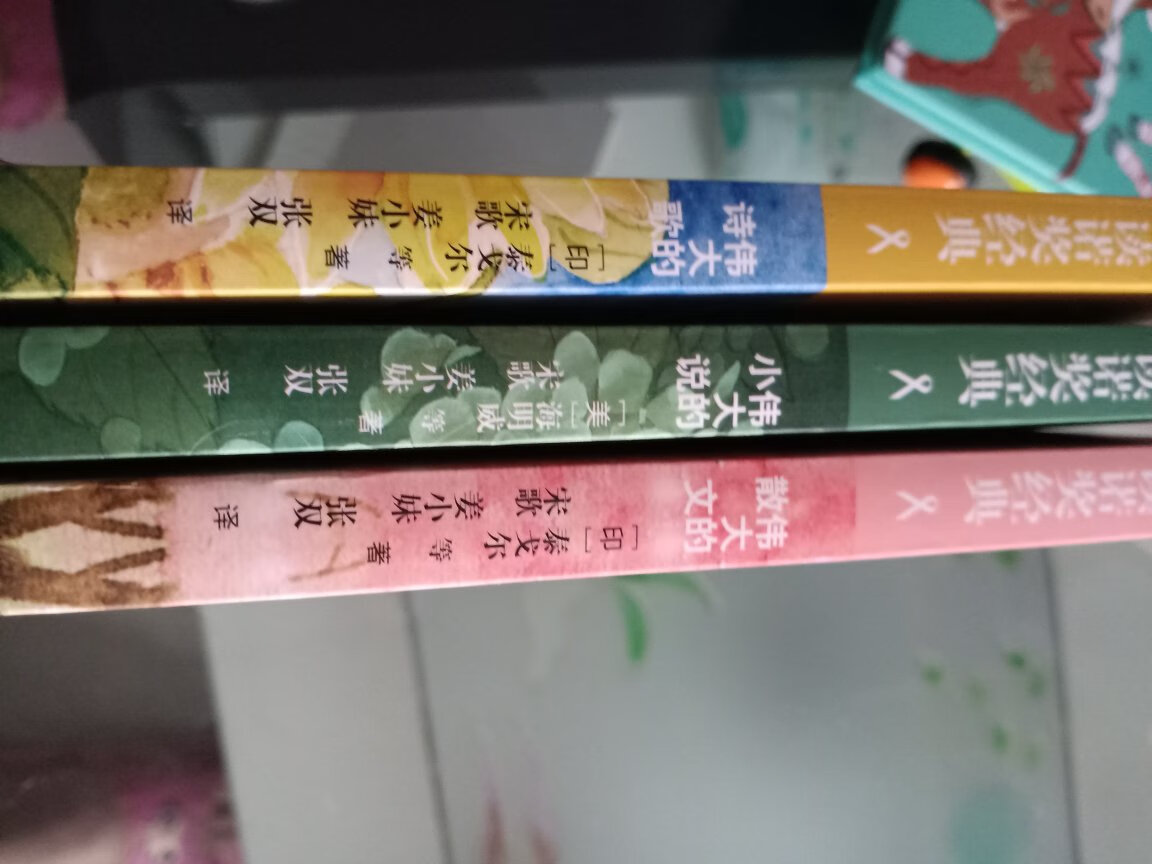 诺奖经典
伟大的
诗歌
[印] 泰戈尔 等 著
宋歌 姜小妹 张双 译
诺奖经典
伟大的
小说
[美] 海明威 等 著
宋歌 姜小妹 张双 译
诺奖经典
伟大的
散文
[印] 泰戈尔 等 著
宋歌 姜小妹 张双 译